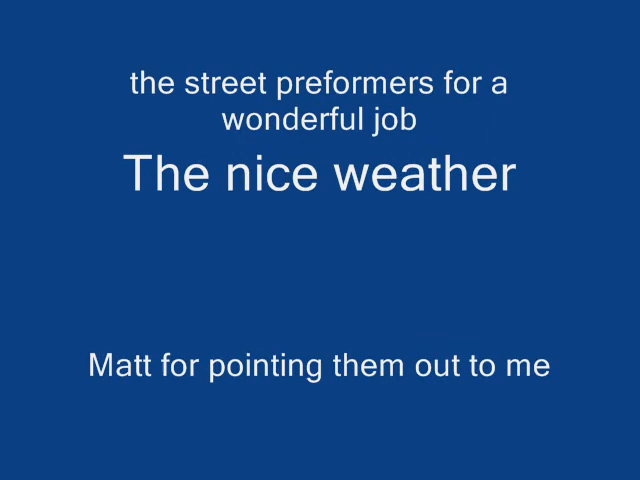 the street preformers for a
wonderful job
The nice weather
Matt for pointing them out to me